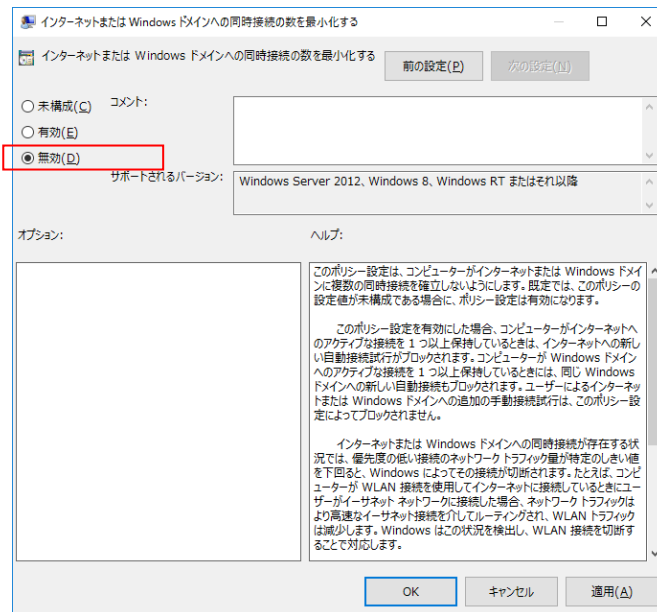 インターネットまたは Windows ドメインへの同時接続の数を最小化する
インターネットまたは Windows ドメインへの同時接続の数を最小化する
前の設定(P)
次の設定(N)
未構成(C)
コメント:
有効(E)
無効(D)
サポートされるバージョン:
Windows Server 2012、Windows 8、Windows RT またはそれ以降
オプション:
ヘルプ:
このポリシー設定は、コンピューターがインターネットまたは Windows ドメイ
ンに複数の同時接続を確立しないようにします。既定では、このポリシーの
設定値が未構成である場合に、ポリシー設定は有効になります。
このポリシー設定を有効にした場合、コンピューターがインターネットへ
のアクティブな接続を 1 つ以上保持しているときは、インターネットへの新し
い自動接続試行がブロックされます。コンピューターが Windows ドメイン
へのアクティブな接続を 1 つ以上保持しているときには、同じ Windows
ドメインへの新しい自動接続もブロックされます。ユーザーによるインターネッ
トまたは Windows ドメインへの追加の手動接続試行は、このポリシー設
定によってブロックされません。
インターネットまたは Windows ドメインへの同時接続が存在する状
況では、優先度の低い接続のネットワーク トラフィック量が特定のしきい値
を下回ると、Windows によってその接続が切断されます。たとえば、コンピ
ューターが WLAN 接続を使用してインターネットに接続しているときにユー
ザーがイーサネット ネットワークに接続した場合、ネットワーク トラフィックは
より高速なイーサネット接続を介してルーティングされ、WLAN トラフィック
は減少します。Windows はこの状況を検出し、WLAN 接続を切断す
ることで対応します。
OK
キャンセル
適用(A)